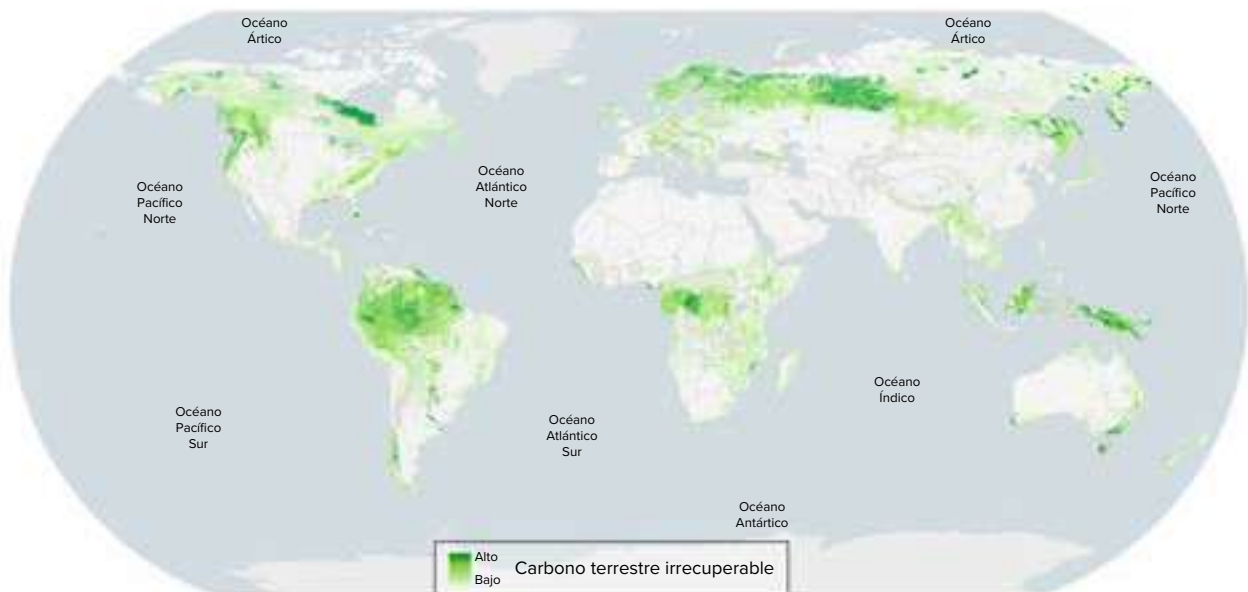 Océano
Ártico
Océano
Ártico
Océano
Pacífico
Norte
Océano
Atlántico
Norte
Océano
Pacífico
Norte
Océano
Índico
Océano
Pacífico
Sur
Océano
Atlántico
Sur
Océano
Antártico
Alto
Bajo
Carbono terrestre irrecuperable